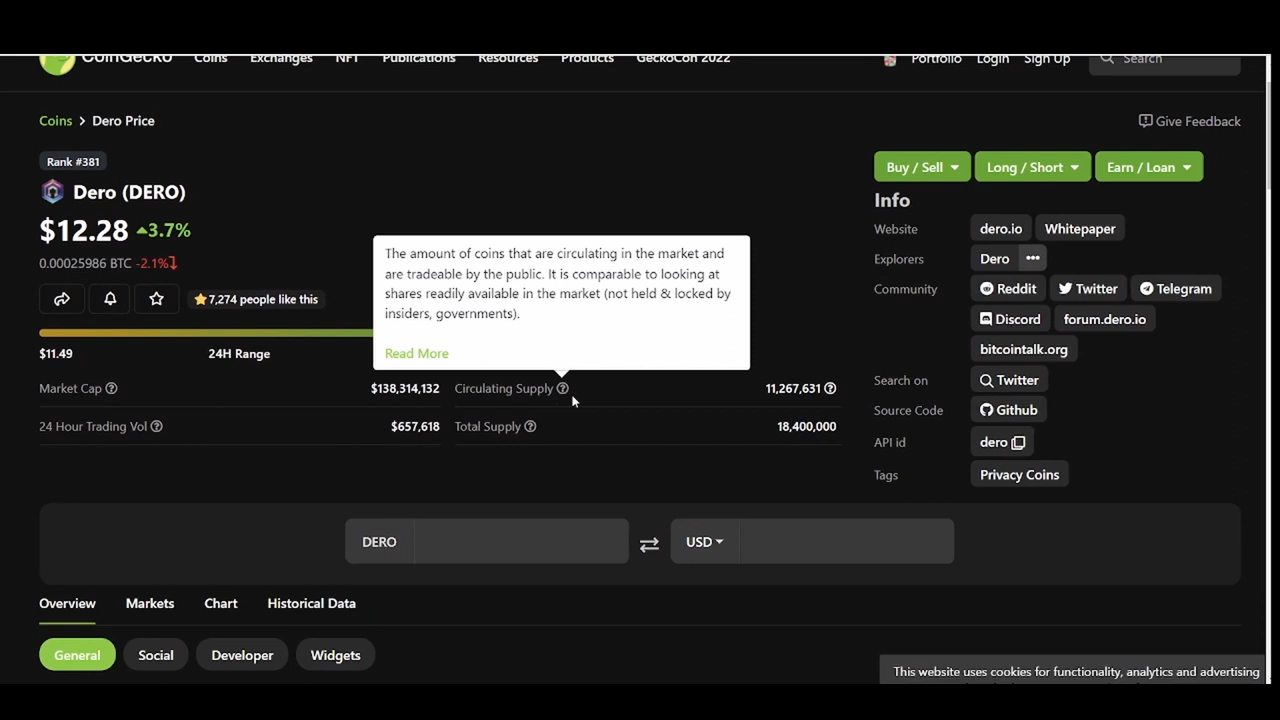 CoinGecko Coins Exchanges NFT Publications Resources Products GeckoCon 2022 Portfolio Login Sign Up Search
Coins > Dero Price
Give Feedback
Rank #381
Dero (DERO)
$12.28 3.7%
0.00025986 BTC -2.1%
7,274 people like this
$11.49 24H Range
The amount of coins that are circulating in the market and
are tradeable by the public. It is comparable to looking at
shares readily available in the market (not held & locked by
insiders, governments).
Read More
Market Cap $138,314,132
Circulating Supply 11,267,631
24 Hour Trading Vol $657,618
Total Supply 18,400,000
Buy / Sell Long / Short Earn / Loan
Info
Website dero.io Whitepaper
Explorers Dero •••
Community Reddit Twitter Telegram
Discord forum.dero.io
bitcointalk.org
Search on Twitter
Source Code Github
API id dero
Tags Privacy Coins
DERO USD
Overview Markets Chart Historical Data
General Social Developer Widgets
This website uses cookies for functionality, analytics and advertising